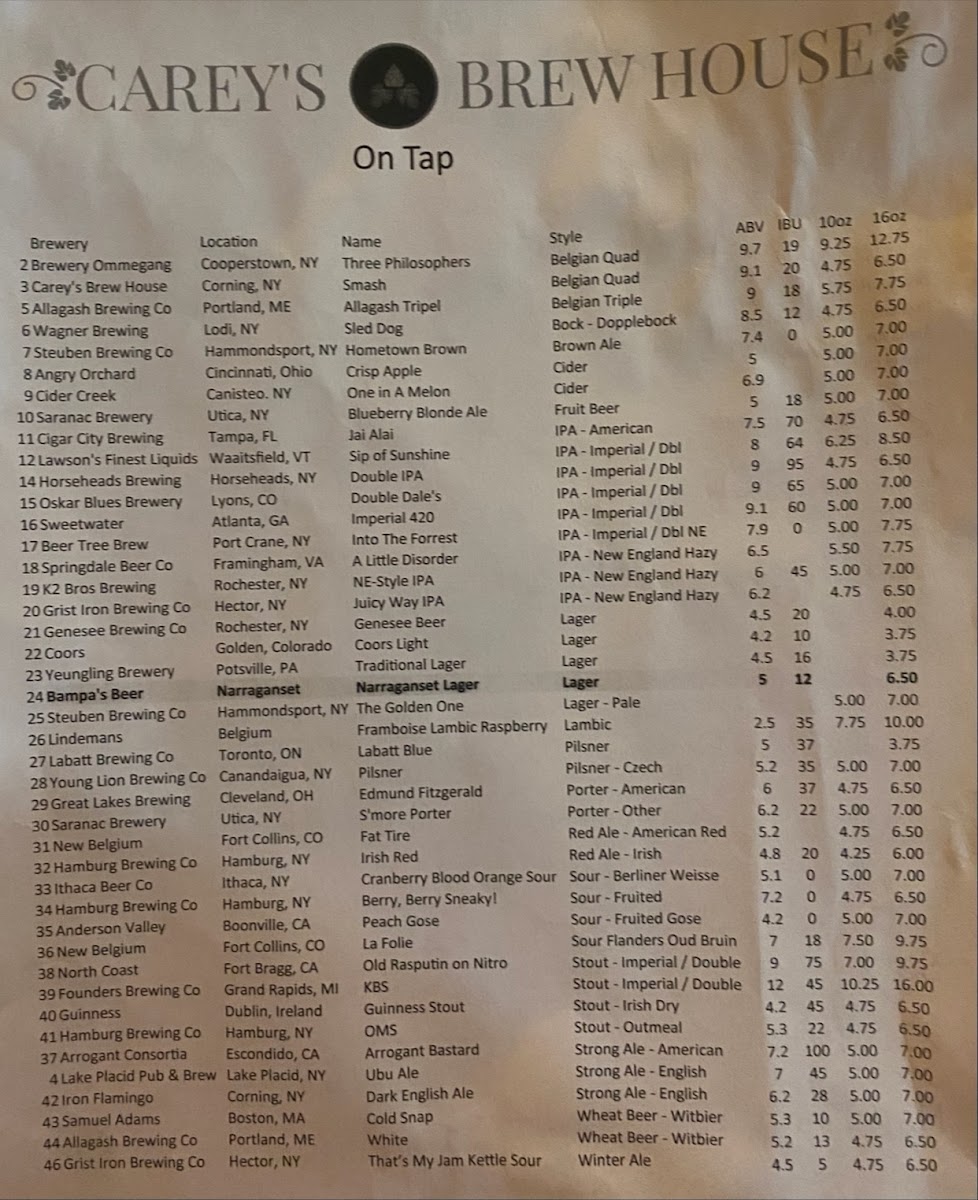 CAREY'S BREW HOUSE
On Tap
Brewery Location Name Style ABV IBU 10oz 16oz
2 Brewery Ommegang Cooperstown, NY Three Philosophers Belgian Quad 9.7 19 9.25 12.75
3 Carey's Brew House Corning, NY Smash Belgian Quad 9.1 20 4.75 6.50
5 Allagash Brewing Co Portland, ME Allagash Tripel Belgian Triple 9 18 5.75 7.75
6 Wagner Brewing Lodi, NY Sled Dog Bock - Dopplebock 8.5 12 4.75 6.50
7 Steuben Brewing Co Hammondsport, NY Hometown Brown Brown Ale 7.4 0 5.00 7.00
8 Angry Orchard Cincinnati, Ohio Crisp Apple Cider 5 5.00 7.00
9 Cider Creek Canisteo. NY One in A Melon Cider 6.9 5.00 7.00
10 Saranac Brewery Utica, NY Blueberry Blonde Ale Fruit Beer 5 18 5.00 7.00
11 Cigar City Brewing Tampa, FL Jai Alai IPA - American 7.5 70 4.75 6.50
12 Lawson's Finest Liquids Waaitsfield, VT Sip of Sunshine IPA - Imperial / Dbl 8 64 6.25 8.50
14 Horseheads Brewing Horseheads, NY Double IPA IPA - Imperial / Dbl 9 95 4.75 6.50
15 Oskar Blues Brewery Lyons, CO Double Dale's IPA - Imperial / Dbl 9 65 5.00 7.00
16 Sweetwater Atlanta, GA Imperial 420 IPA - Imperial / Dbl 9.1 60 5.00 7.00
17 Beer Tree Brew Port Crane, NY Into The Forrest IPA - Imperial / Dbl NE 7.9 0 5.00 7.75
18 Springdale Beer Co Framingham, VA A Little Disorder IPA - New England Hazy 6.5 5.50 7.75
19 K2 Bros Brewing Rochester, NY NE-Style IPA IPA - New England Hazy 6 45 5.00 7.00
20 Grist Iron Brewing Co Hector, NY Juicy Way IPA IPA - New England Hazy 6.2 4.75 6.50
21 Genesee Brewing Co Rochester, NY Genesee Beer Lager 4.5 20 4.00
22 Coors Golden, Colorado Coors Light Lager 4.2 10 3.75
23 Yeungling Brewery Potsville, PA Traditional Lager Lager 4.5 16 3.75
24 Bampa's Beer Narraganset Narraganset Lager Lager 5 12 6.50
25 Steuben Brewing Co Hammondsport, NY The Golden One Lager - Pale 5.00 7.00
26 Lindemans Belgium Framboise Lambic Raspberry Lambic 2.5 35 7.75 10.00
27 Labatt Brewing Co Toronto, ON Labatt Blue Pilsner 5 37 3.75
28 Young Lion Brewing Co Canandaigua, NY Pilsner Pilsner - Czech 5.2 35 5.00 7.00
29 Great Lakes Brewing Cleveland, OH Edmund Fitzgerald Porter - American 6 37 4.75 6.50
30 Saranac Brewery Utica, NY S'more Porter Porter - Other 6.2 22 5.00 7.00
31 New Belgium Fort Collins, CO Fat Tire Red Ale - American Red 5.2 4.75 6.50
32 Hamburg Brewing Co Hamburg, NY Irish Red Red Ale - Irish 4.8 20 4.25 6.00
33 Ithaca Beer Co Ithaca, NY Cranberry Blood Orange Sour Sour - Berliner Weisse 5.1 0 5.00 7.00
34 Hamburg Brewing Co Hamburg, NY Berry, Berry Sneaky! Sour - Fruited 7.2 0 4.75 6.50
35 Anderson Valley Boonville, CA Peach Gose Sour - Fruited Gose 4.2 0 5.00 7.00
36 New Belgium Fort Collins, CO La Folie Sour Flanders Oud Bruin 7 18 7.50 9.75
38 North Coast Fort Bragg, CA Old Rasputin on Nitro Stout - Imperial / Double 9 75 7.00 9.75
39 Founders Brewing Co Grand Rapids, MI KBS Stout - Imperial / Double 12 45 10.25 16.00
40 Guinness Dublin, Ireland Guinness Stout Stout - Irish Dry 4.2 45 4.75 6.50
41 Hamburg Brewing Co Hamburg, NY OMS Stout - Outmeal 5.3 22 4.75 6.50
37 Arrogant Consortia Escondido, CA Arrogant Bastard Strong Ale - American 7.2 100 5.00 7.00
4 Lake Placid Pub & Brew Lake Placid, NY Ubu Ale Strong Ale - English 7 45 5.00 7.00
42 Iron Flamingo Corning, NY Dark English Ale Strong Ale - English 6.2 28 5.00 7.00
43 Samuel Adams Boston, MA Cold Snap Wheat Beer - Witbier 5.3 10 5.00 7.00
44 Allagash Brewing Co Portland, ME White Wheat Beer - Witbier 5.2 13 4.75 6.50
46 Grist Iron Brewing Co Hector, NY That's My Jam Kettle Sour Winter Ale 4.5 5 4.75 6.50